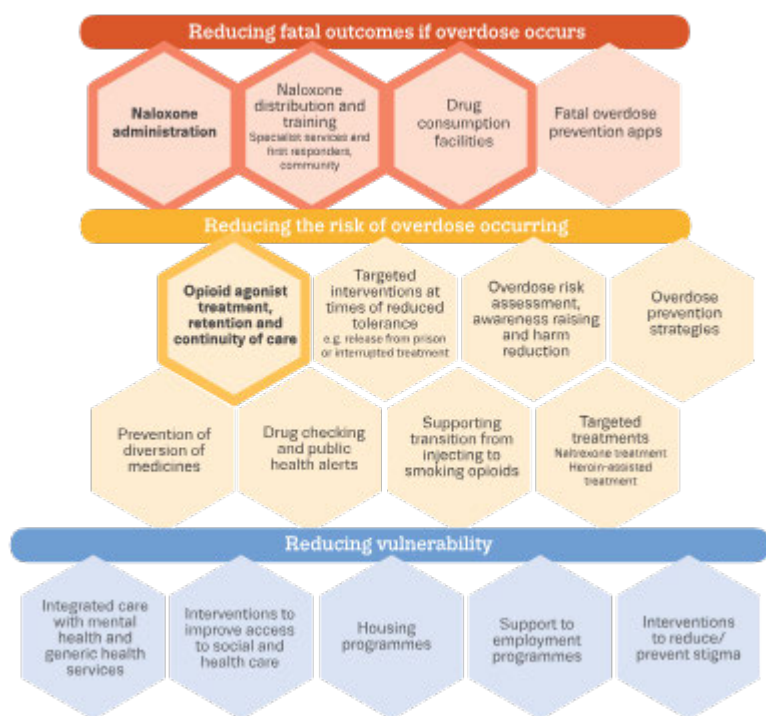 Reducing fatal outcomes if overdose occurs
Naloxone
administration
Naloxone
distribution and
training
Specialist services and
first responders,
community
Drug
consumption
facilities
Fatal overdose
prevention apps
Reducing the risk of overdose occurring
Opioid agonist
treatment,
retention and
continuity of care
Targeted
interventions at
times of reduced
tolerance
e.g. release from prison
or interrupted treatment
Overdose risk
assessment,
awareness raising
and harm
reduction
Overdose
prevention
strategies
Prevention of
diversion of
medicines
Drug checking
and public
health alerts
Supporting
transition from
injecting to
smoking opioids
Targeted
treatments
Naltrexone treatment
Heroin-assisted
treatment
Reducing vulnerability
Integrated care
with mental
health and
generic health
services
Interventions to
improve access
to social and
health care
Housing
programmes
Support to
employment
programmes
Interventions
to reduce/
prevent stigma